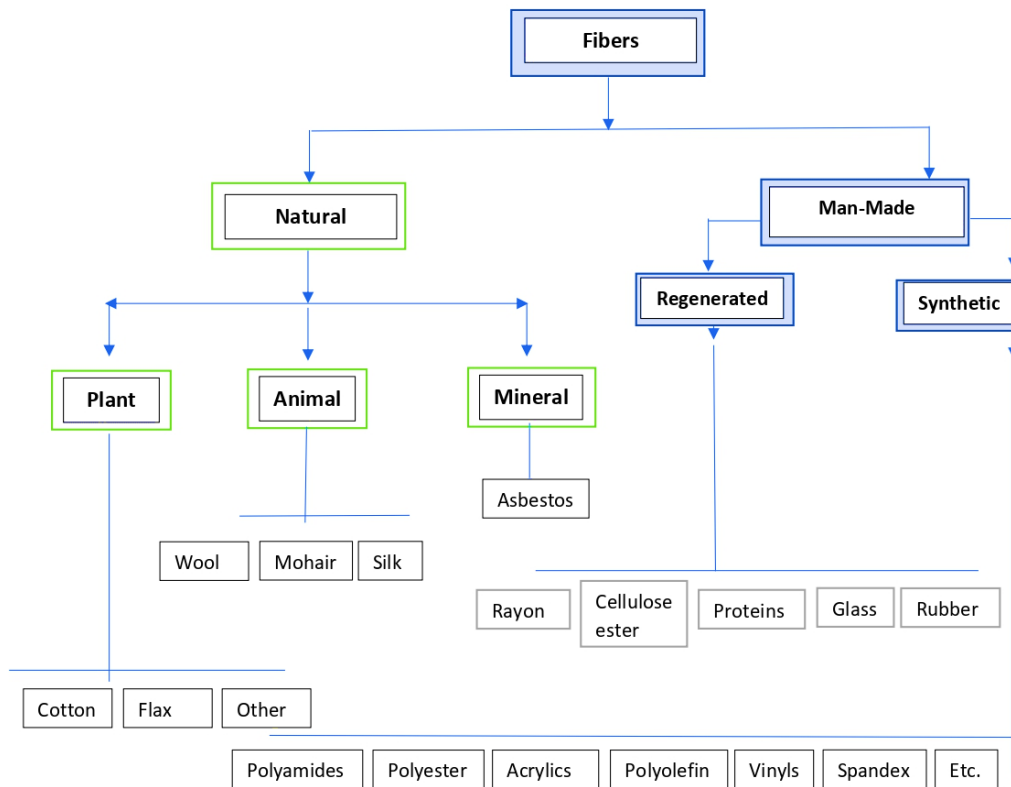 Fibers
Natural
Man-Made
Regenerated
Synthetic
Plant
Animal
Mineral
Asbestos
Wool
Mohair
Silk
Rayon
Cellulose
ester
Proteins
Glass
Rubber
Cotton
Flax
Other
Polyamides
Polyester
Acrylics
Polyolefin
Vinyls
Spandex
Etc.